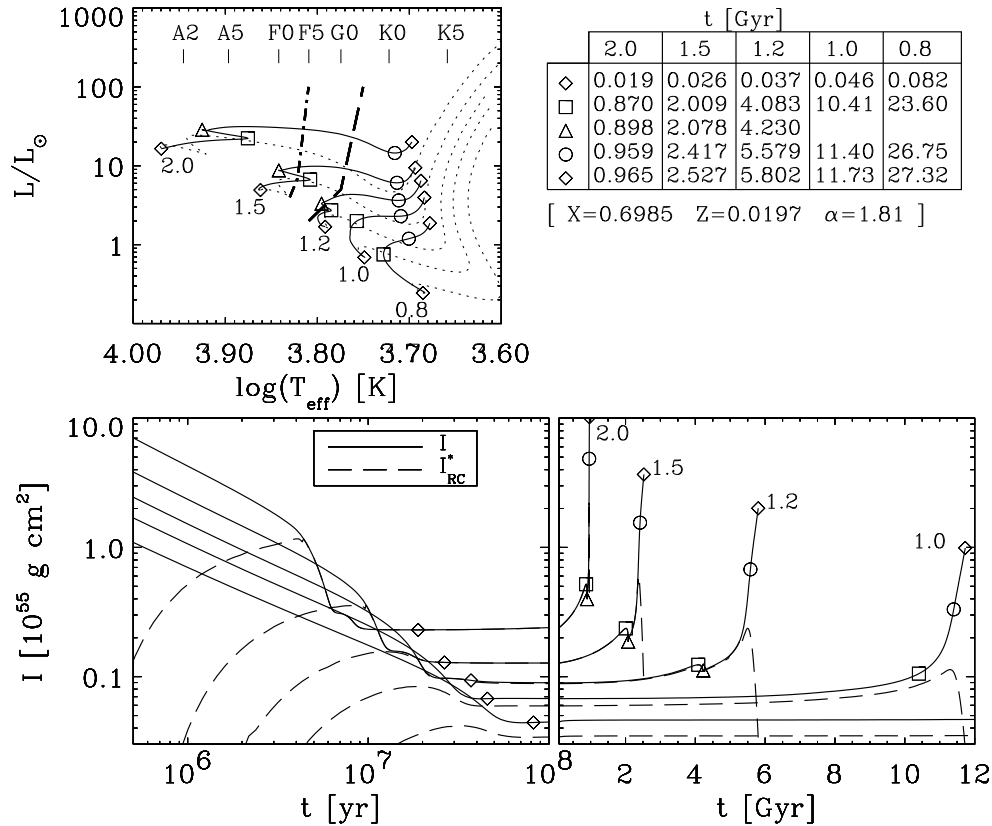 1000
100
10
1
L/L☉
A2 A5 F0 F5 G0 K0 K5
2.0
1.5
1.2
1.0
0.8
4.00 3.90 3.80 3.70 3.60
log(Teff) [K]
t [Gyr]
2.0 1.5 1.2 1.0 0.8
◇ 0.019 0.026 0.037 0.046 0.082
□ 0.870 2.009 4.083 10.41 23.60
△ 0.898 2.078 4.230
○ 0.959 2.417 5.579 11.40 26.75
◇ 0.965 2.527 5.802 11.73 27.32
[ X=0.6985 Z=0.0197 α=1.81 ]
10.0
1.0
0.1
I [10^55 g cm^2]
I
I*RC
10^6 10^7 10^8
t [yr]
2.0
1.5
1.2
1.0
2 4 6 8 10 12
t [Gyr]